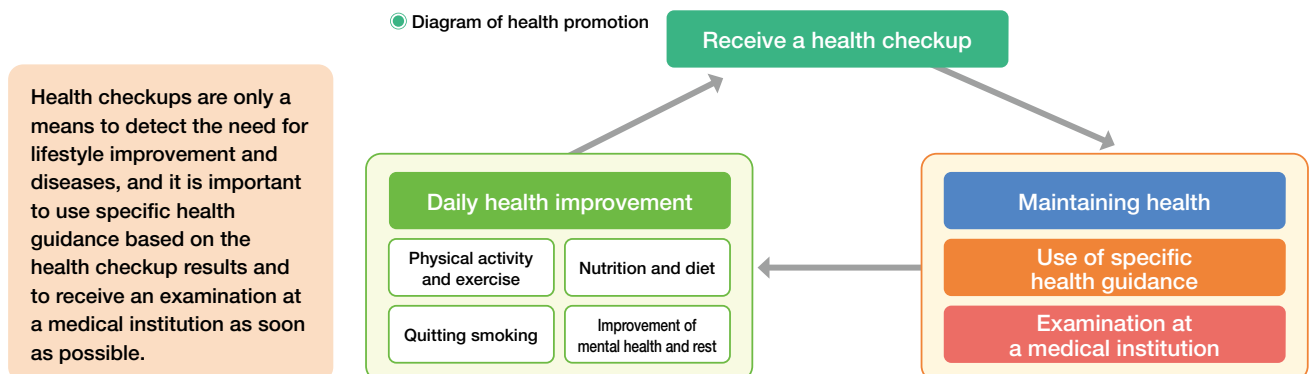 Diagram of health promotion
Receive a health checkup
Health checkups are only a
means to detect the need for
lifestyle improvement and
diseases, and it is important
to use specific health
guidance based on the
health checkup results and
to receive an examination at
a medical institution as soon
as possible.
Daily health improvement
Physical activity
and exercise
Nutrition and diet
Quitting smoking
Improvement of
mental health and rest
Maintaining health
Use of specific
health guidance
Examination at
a medical institution